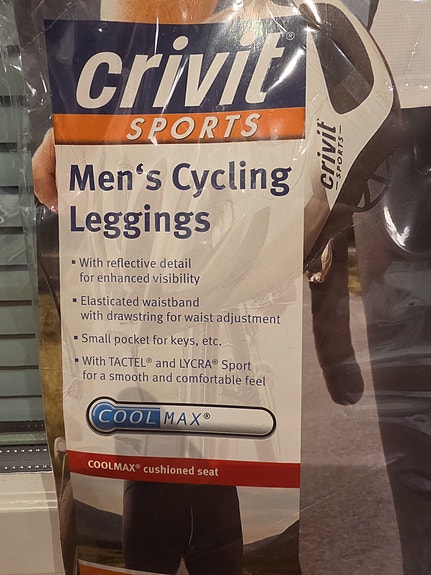 crivit®
SPORTS
crivit
SPORTS
Men's Cycling
Leggings
▪ With reflective detail
for enhanced visibility
▪ Elasticated waistband
with drawstring for waist adjustment
▪ Small pocket for keys, etc.
▪ With TACTEL® and LYCRA® Sport
for a smooth and comfortable feel
COOLMAX®
COOLMAX® cushioned seat